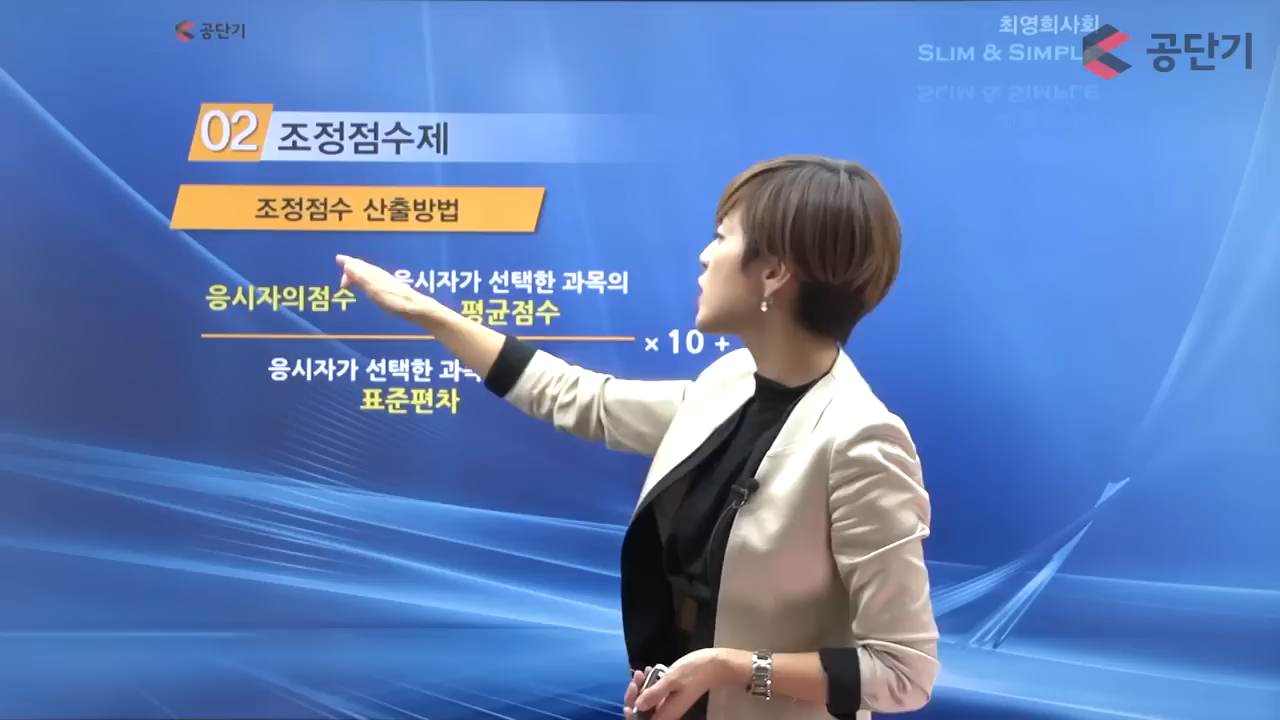 공단기
최영희사회
SLIM & SIMPLE
공단기
02 조정점수제
조정점수 산출방법
응시자의점수
응시자가 선택한 과목의
평균점수
× 10 +
응시자가 선택한
표준편차